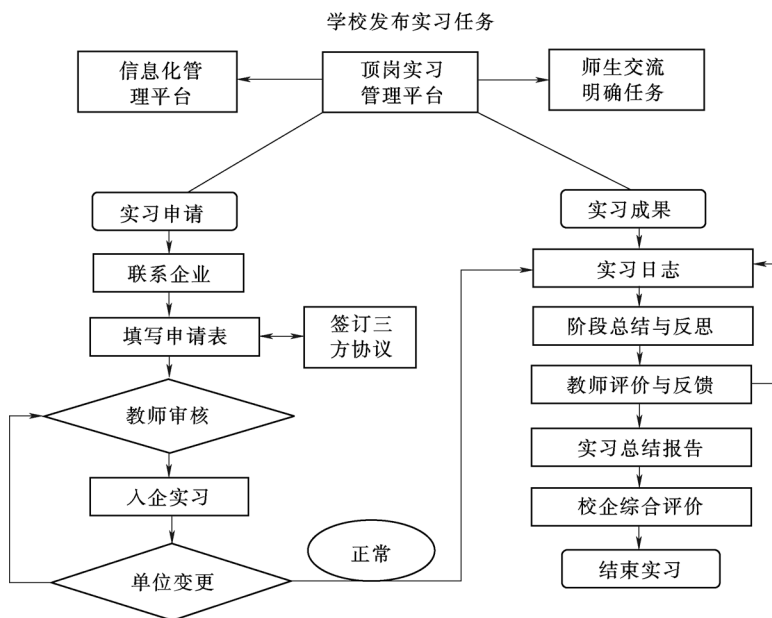 学校发布实习任务
信息化管
理平台
顶岗实习
管理平台
师生交流
明确任务
实习申请
联系企业
填写申请表
签订三
方协议
教师审核
入企实习
单位变更
正常
实习成果
实习日志
阶段总结与反思
教师评价与反馈
实习总结报告
校企综合评价
结束实习